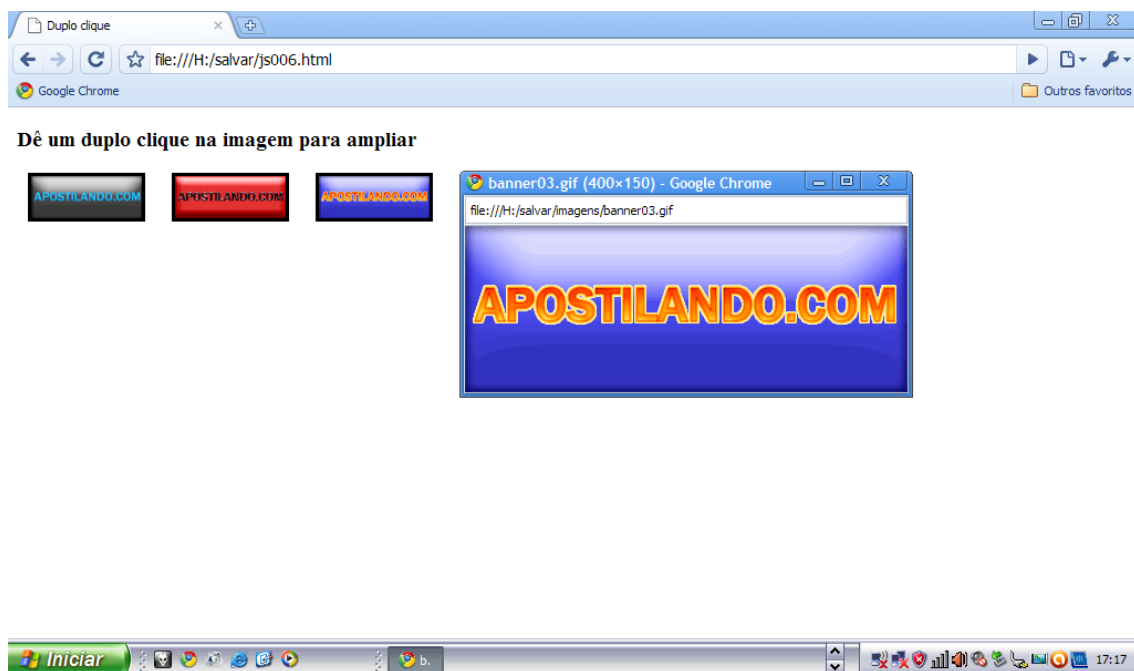 Duplo clique
file:///H:/salvar/js006.html
Google Chrome
Outros favoritos
Dê um duplo clique na imagem para ampliar
APOSTILANDO.COM
APOSTILANDO.COM
APOSTILANDO.COM
banner03.gif (400×150) - Google Chrome
file:///H:/salvar/imagens/banner03.gif
APOSTILANDO.COM
Iniciar
b.
17:17